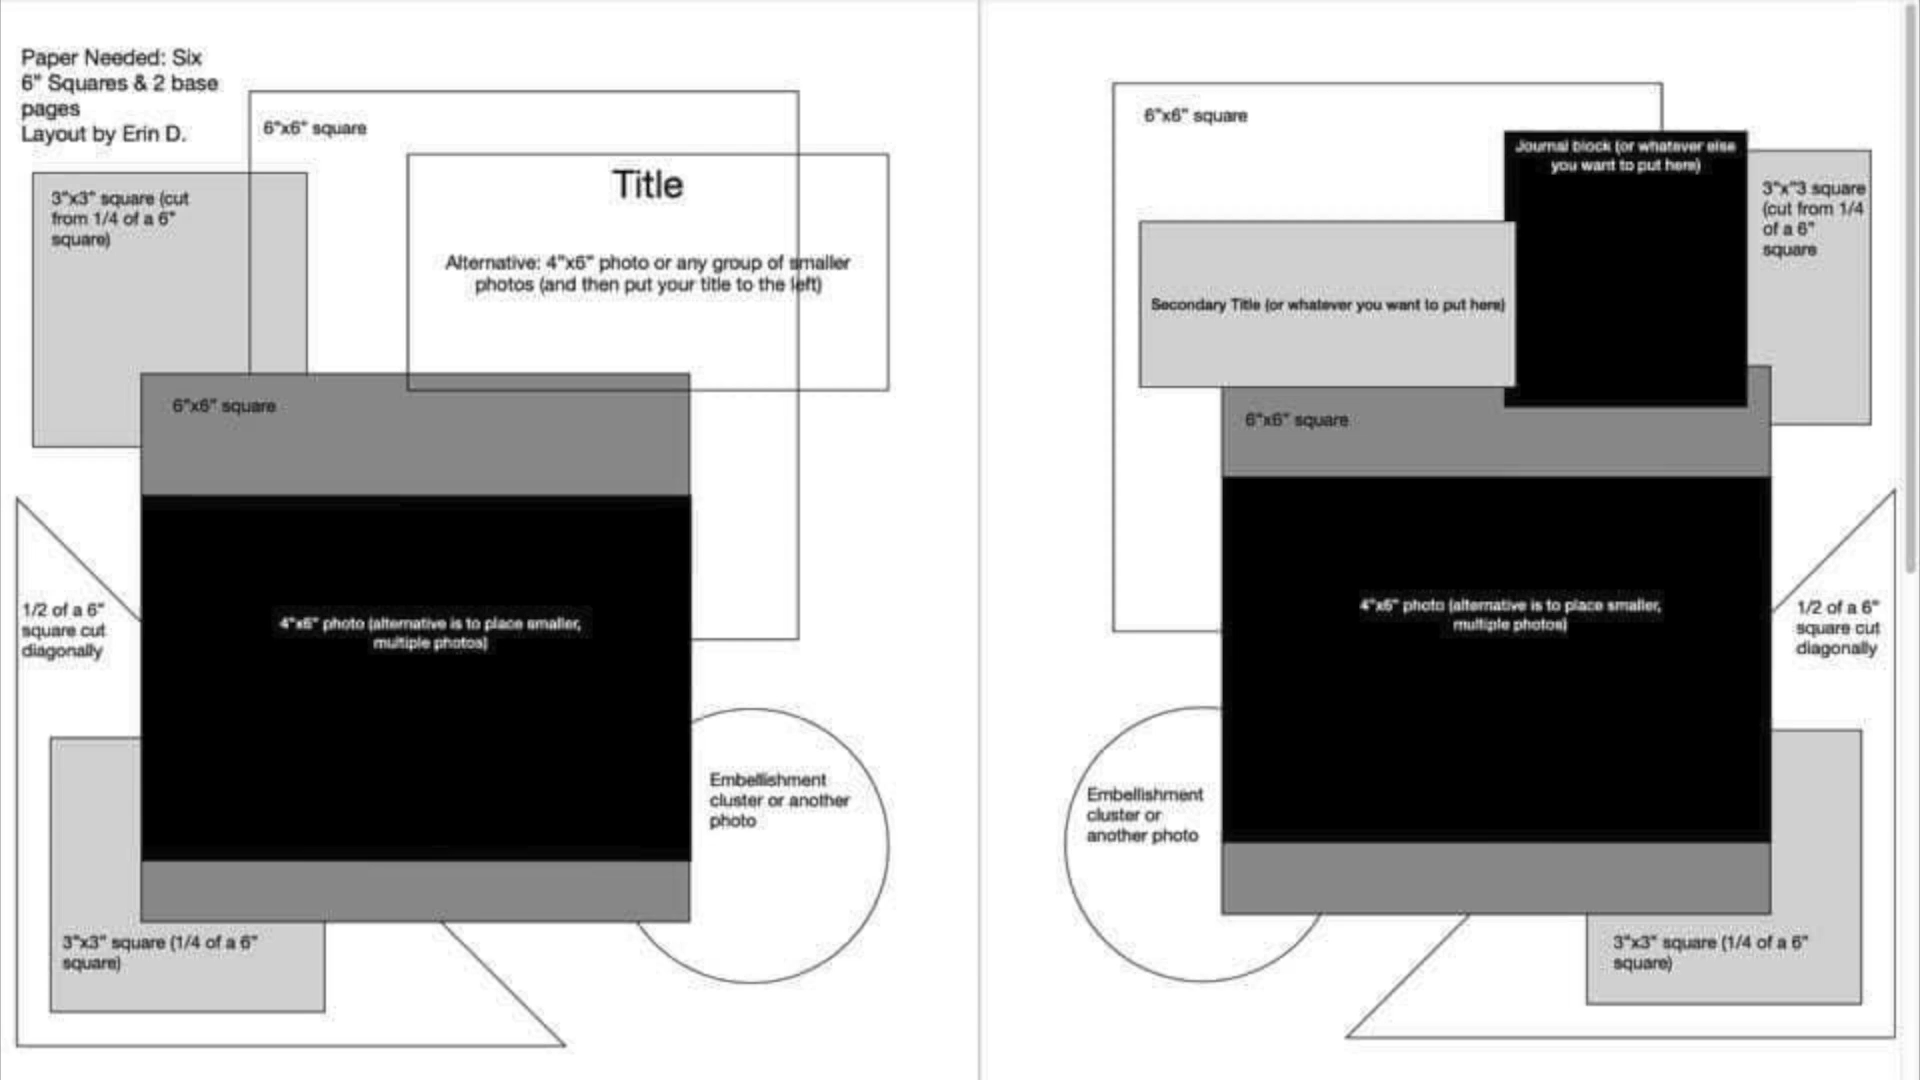 Paper Needed: Six
6" Squares & 2 base
pages
Layout by Erin D.
6"x6" square
3"x3" square (cut
from 1/4 of a 6"
square)
Title
Alternative: 4"x6" photo or any group of smaller
photos (and then put your title to the left)
6"x6" square
4"x6" photo (alternative is to place smaller,
multiple photos)
1/2 of a 6"
square cut
diagonally
Embellishment
cluster or another
photo
3"x3" square (1/4 of a 6"
square)
6"x6" square
Journal block (or whatever else
you want to put here)
3"x"3 square
(cut from 1/4
of a 6"
square
Secondary Title (or whatever you want to put here)
6"x6" square
4"x6" photo (alternative is to place smaller,
multiple photos)
1/2 of a 6"
square cut
diagonally
Embellishment
cluster or
another photo
3"x3" square (1/4 of a 6"
square)